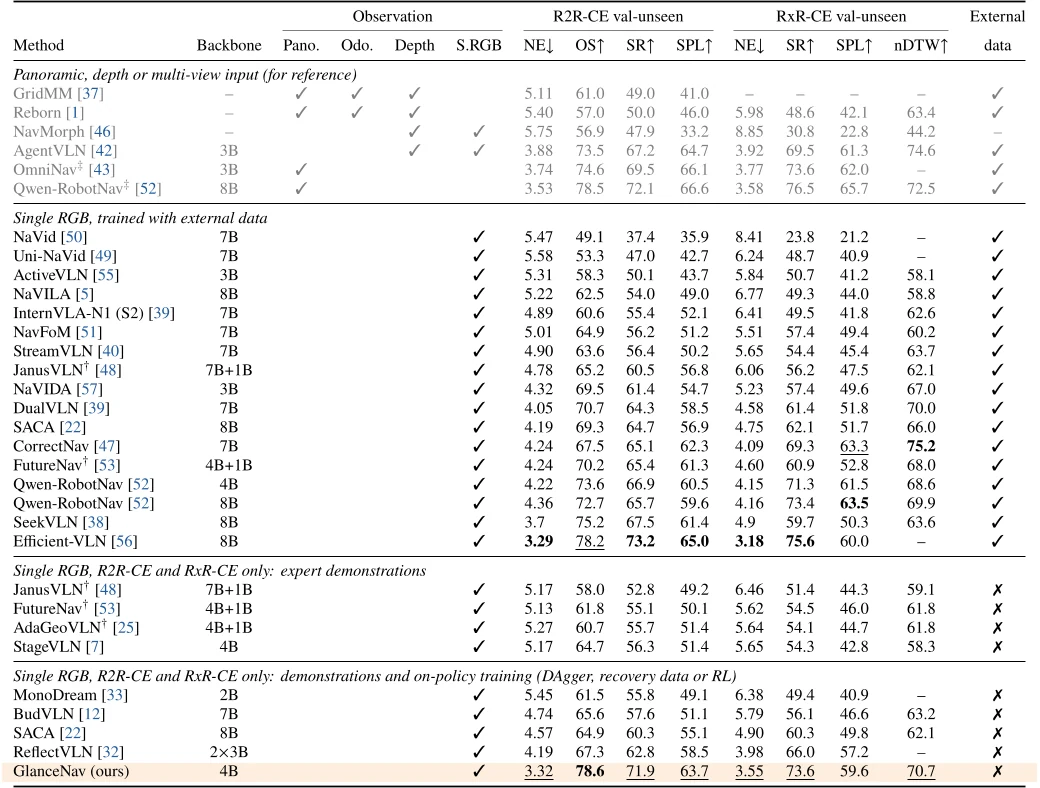 Observation R2R-CE val-unseen RxR-CE val-unseen External
Method Backbone Pano. Odo. Depth S.RGB NE↓ OS↑ SR↑ SPL↑ NE↓ SR↑ SPL↑ nDTW↑ data
Panoramic, depth or multi-view input (for reference)
GridMM [37] – ✓ ✓ ✓ 5.11 61.0 49.0 41.0 – – – – ✓
Reborn [1] – ✓ ✓ ✓ 5.40 57.0 50.0 46.0 5.98 48.6 42.1 63.4 ✓
NavMorph [46] – ✓ ✓ 5.75 56.9 47.9 33.2 8.85 30.8 22.8 44.2 –
AgentVLN [42] 3B ✓ ✓ 3.88 73.5 67.2 64.7 3.92 69.5 61.3 74.6 ✓
OmniNav‡ [43] 3B ✓ 3.74 74.6 69.5 66.1 3.77 73.6 62.0 – ✓
Qwen-RobotNav‡ [52] 8B ✓ 3.53 78.5 72.1 66.6 3.58 76.5 65.7 72.5 ✓
Single RGB, trained with external data
NaVid [50] 7B ✓ 5.47 49.1 37.4 35.9 8.41 23.8 21.2 – ✓
Uni-NaVid [49] 7B ✓ 5.58 53.3 47.0 42.7 6.24 48.7 40.9 – ✓
ActiveVLN [55] 3B ✓ 5.31 58.3 50.1 43.7 5.84 50.7 41.2 58.1 ✓
NaVILA [5] 8B ✓ 5.22 62.5 54.0 49.0 6.77 49.3 44.0 58.8 ✓
InternVLA-N1 (S2) [39] 7B ✓ 4.89 60.6 55.4 52.1 6.41 49.5 41.8 62.6 ✓
NavFoM [51] 7B ✓ 5.01 64.9 56.2 51.2 5.51 57.4 49.4 60.2 ✓
StreamVLN [40] 7B ✓ 4.90 63.6 56.4 50.2 5.65 54.4 45.4 63.7 ✓
JanusVLN† [48] 7B+1B ✓ 4.78 65.2 60.5 56.8 6.06 56.2 47.5 62.1 ✓
NaVIDA [57] 3B ✓ 4.32 69.5 61.4 54.7 5.23 57.4 49.6 67.0 ✓
DualVLN [39] 7B ✓ 4.05 70.7 64.3 58.5 4.58 61.4 51.8 70.0 ✓
SACA [22] 8B ✓ 4.19 69.3 64.7 56.9 4.75 62.1 51.7 66.0 ✓
CorrectNav [47] 7B ✓ 4.24 67.5 65.1 62.3 4.09 69.3 63.3 75.2 ✓
FutureNav† [53] 4B+1B ✓ 4.24 70.2 65.4 61.3 4.60 60.9 52.8 68.0 ✓
Qwen-RobotNav [52] 4B ✓ 4.22 73.6 66.9 60.5 4.15 71.3 61.5 68.6 ✓
Qwen-RobotNav [52] 8B ✓ 4.36 72.7 65.7 59.6 4.16 73.4 63.5 69.9 ✓
SeekVLN [38] 8B ✓ 3.7 75.2 67.5 61.4 4.9 59.7 50.3 63.6 ✓
Efficient-VLN [56] 8B ✓ 3.29 78.2 73.2 65.0 3.18 75.6 60.0 – ✓
Single RGB, R2R-CE and RxR-CE only: expert demonstrations
JanusVLN† [48] 7B+1B ✓ 5.17 58.0 52.8 49.2 6.46 51.4 44.3 59.1 ✗
FutureNav† [53] 4B+1B ✓ 5.13 61.8 55.1 50.1 5.62 54.5 46.0 61.8 ✗
AdaGeoVLN† [25] 4B+1B ✓ 5.27 60.7 55.7 51.4 5.64 54.1 44.7 61.8 ✗
StageVLN [7] 4B ✓ 5.17 64.7 56.3 51.4 5.65 54.3 42.8 58.3 ✗
Single RGB, R2R-CE and RxR-CE only: demonstrations and on-policy training (DAgger, recovery data or RL)
MonoDream [33] 2B ✓ 5.45 61.5 55.8 49.1 6.38 49.4 40.9 – ✗
BudVLN [12] 7B ✓ 4.74 65.6 57.6 51.1 5.79 56.1 46.6 63.2 ✗
SACA [22] 8B ✓ 4.57 64.9 60.3 55.1 4.90 60.3 49.8 62.1 ✗
ReflectVLN [32] 2×3B ✓ 4.19 67.3 62.8 58.5 3.98 66.0 57.2 – ✗
GlanceNav (ours) 4B ✓ 3.32 78.6 71.9 63.7 3.55 73.6 59.6 70.7 ✗